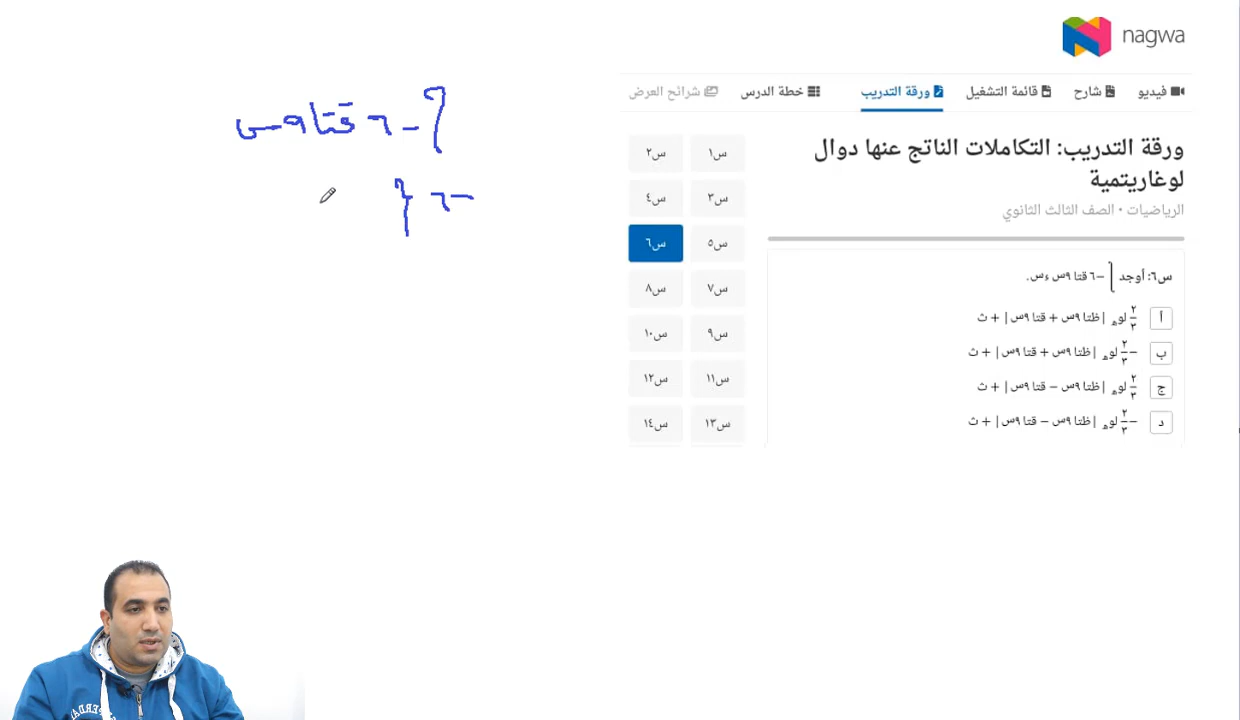 nagwa
فيديو شارح قائمة التشغيل ورقة التدريب خطة الدرس شرائح العرض
ورقة التدريب: التكاملات الناتج عنها دوال
لوغاريتمية
الرياضيات • الصف الثالث الثانوي
س١ س٢
س٣ س٤
س٥ س٦
س٧ س٨
س٩ س١٠
س١١ س١٢
س١٣ س١٤
س٦: أوجد ∫ −٦ قتا ٩س ءس.
أ ٢/٣ لوه |ظتا ٩س + قتا ٩س| + ث
ب −٢/٣ لوه |ظتا ٩س + قتا ٩س| + ث
ج ٢/٣ لوه |ظتا ٩س − قتا ٩س| + ث
د −٢/٣ لوه |ظتا ٩س − قتا ٩س| + ث
∫ −٦ قتا ٩س
−٦ ∫